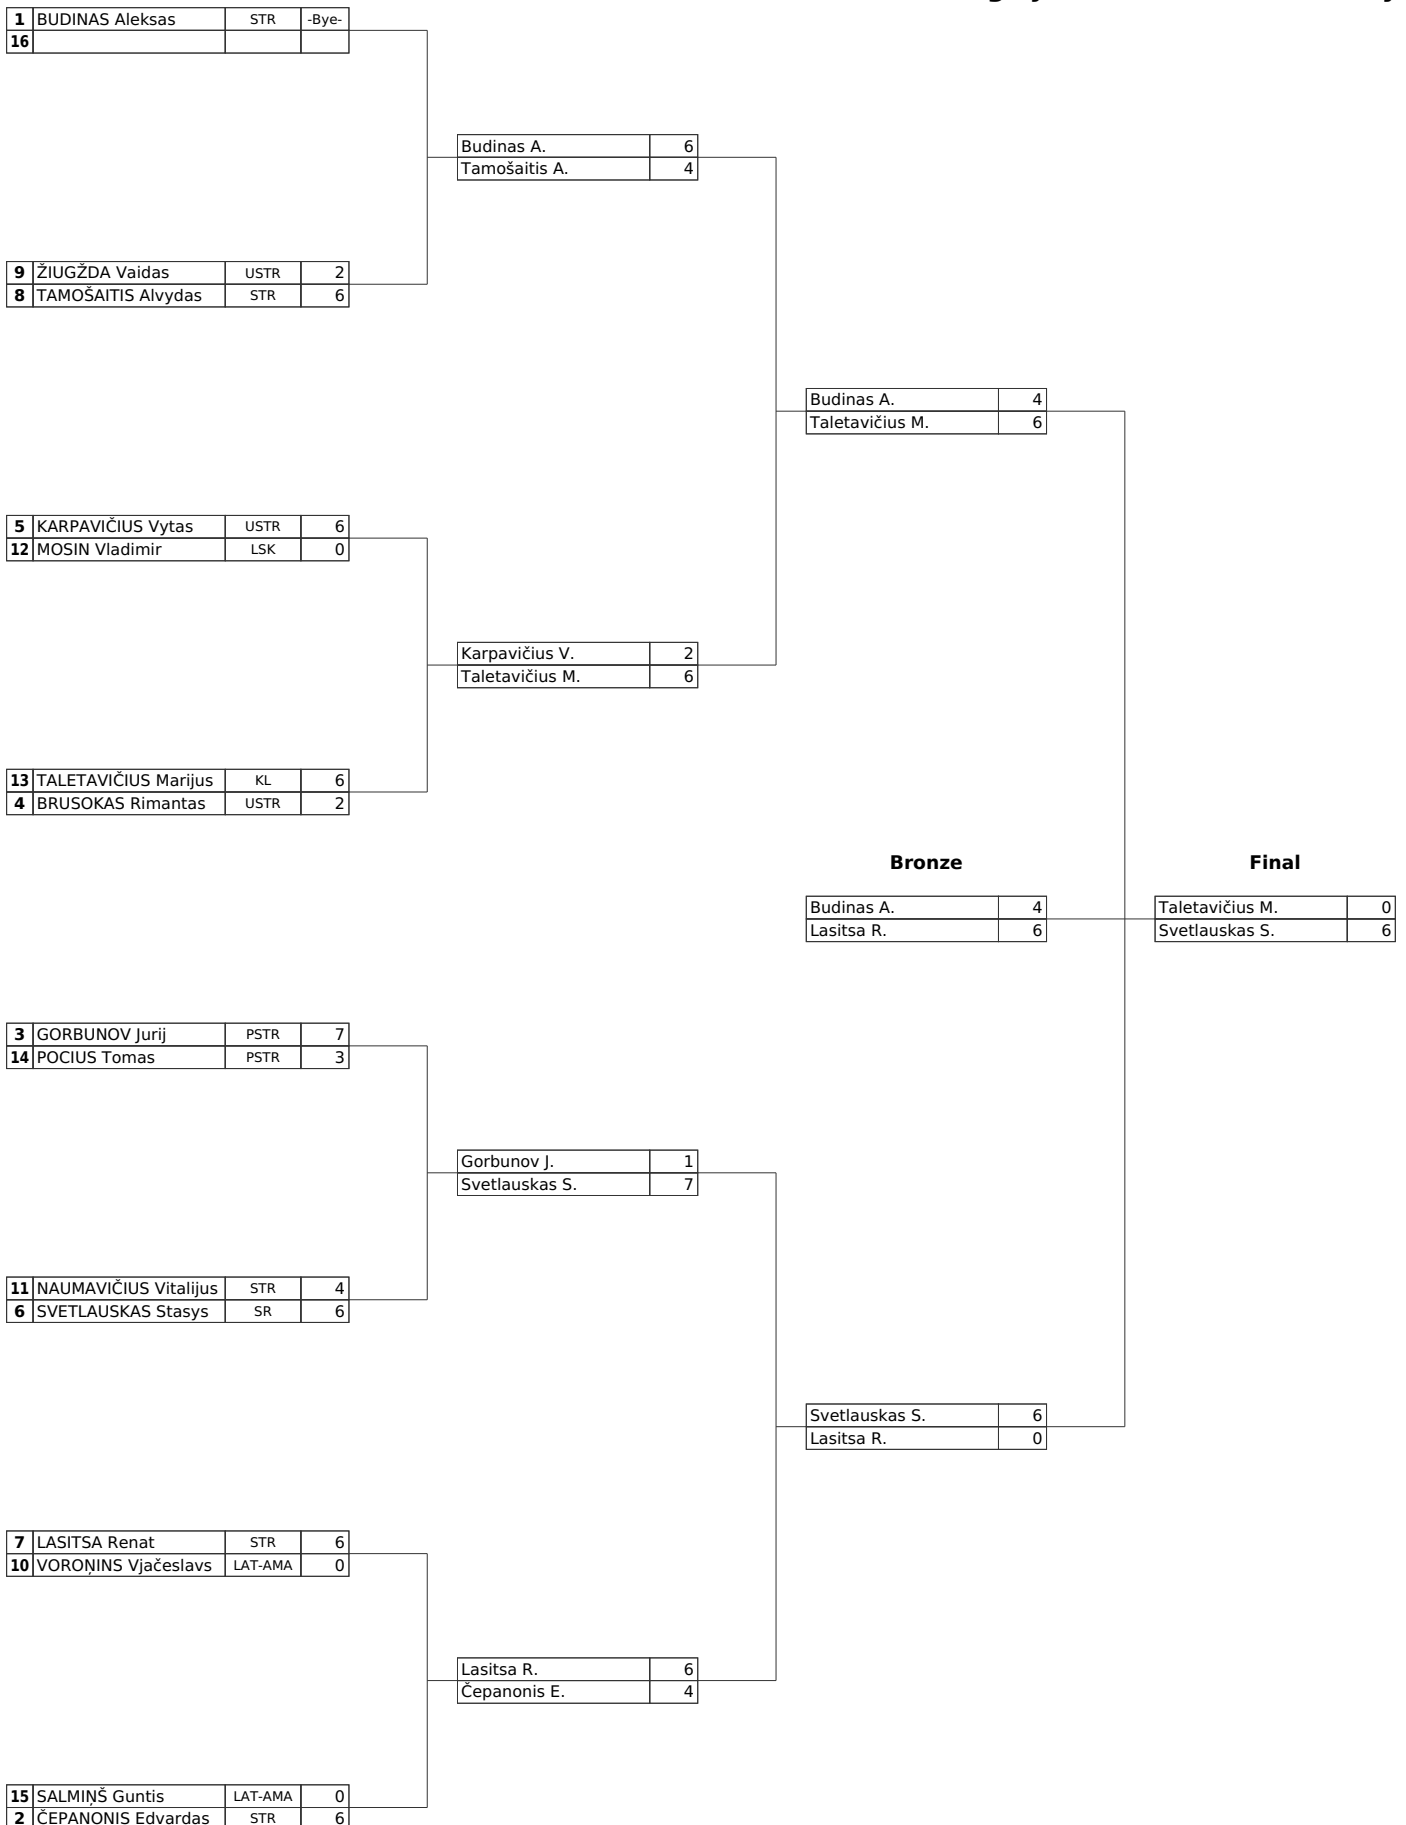 1 BUDINAS Aleksas STR -Bye-
16
Budinas A. 6
Tamošaitis A. 4
9 ŽIUGŽDA Vaidas USTR 2
8 TAMOŠAITIS Alvydas STR 6
Budinas A. 4
Taletavičius M. 6
5 KARPAVIČIUS Vytas USTR 6
12 MOSIN Vladimir LSK 0
Karpavičius V. 2
Taletavičius M. 6
13 TALETAVIČIUS Marijus KL 6
4 BRUSOKAS Rimantas USTR 2
Bronze Final
Budinas A. 4 Taletavičius M. 0
Lasitsa R. 6 Svetlauskas S. 6
3 GORBUNOV Jurij PSTR 7
14 POCIUS Tomas PSTR 3
Gorbunov J. 1
Svetlauskas S. 7
11 NAUMAVIČIUS Vitalijus STR 4
6 SVETLAUSKAS Stasys SR 6
Svetlauskas S. 6
Lasitsa R. 0
7 LASITSA Renat STR 6
10 VOROŅINS Vjačeslavs LAT-AMA 0
Lasitsa R. 6
Čepanonis E. 4
15 SALMIŅŠ Guntis LAT-AMA 0
2 ČEPANONIS Edvardas STR 6